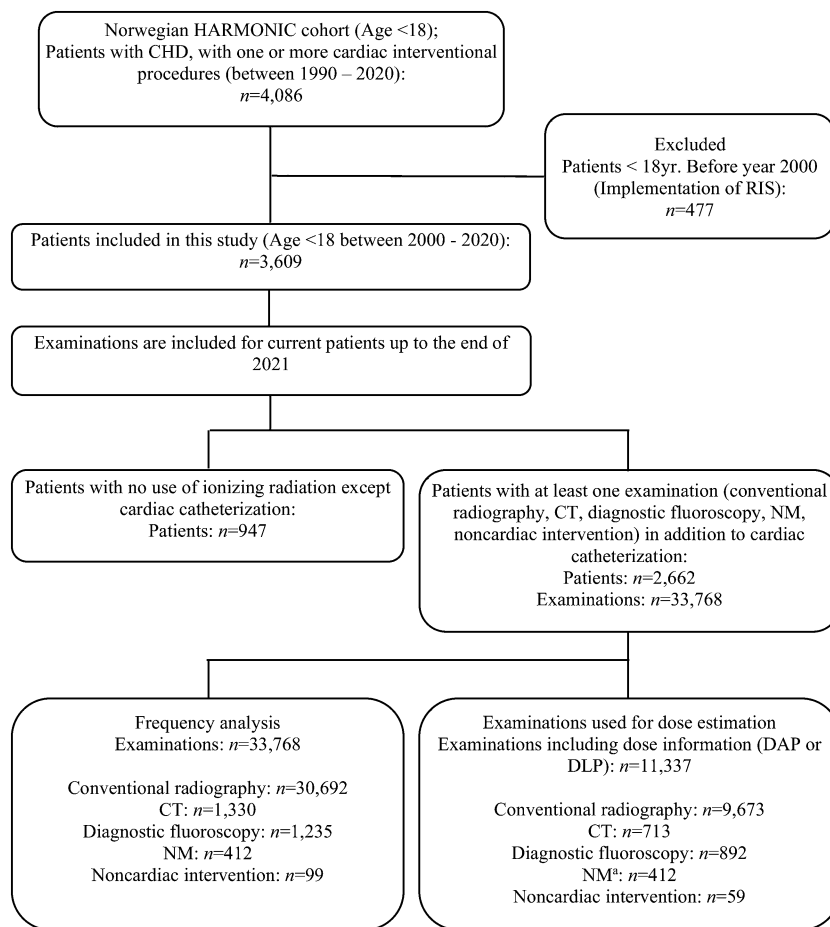 Norwegian HARMONIC cohort (Age <18);
Patients with CHD, with one or more cardiac interventional
procedures (between 1990 – 2020):
n=4,086
Excluded
Patients < 18yr. Before year 2000
(Implementation of RIS):
n=477
Patients included in this study (Age <18 between 2000 - 2020):
n=3,609
Examinations are included for current patients up to the end of
2021
Patients with no use of ionizing radiation except
cardiac catheterization:
Patients: n=947
Patients with at least one examination (conventional
radiography, CT, diagnostic fluoroscopy, NM,
noncardiac intervention) in addition to cardiac
catheterization:
Patients: n=2,662
Examinations: n=33,768
Frequency analysis
Examinations: n=33,768
Conventional radiography: n=30,692
CT: n=1,330
Diagnostic fluoroscopy: n=1,235
NM: n=412
Noncardiac intervention: n=99
Examinations used for dose estimation
Examinations including dose information (DAP or
DLP): n=11,337
Conventional radiography: n=9,673
CT: n=713
Diagnostic fluoroscopy: n=892
NMª: n=412
Noncardiac intervention: n=59